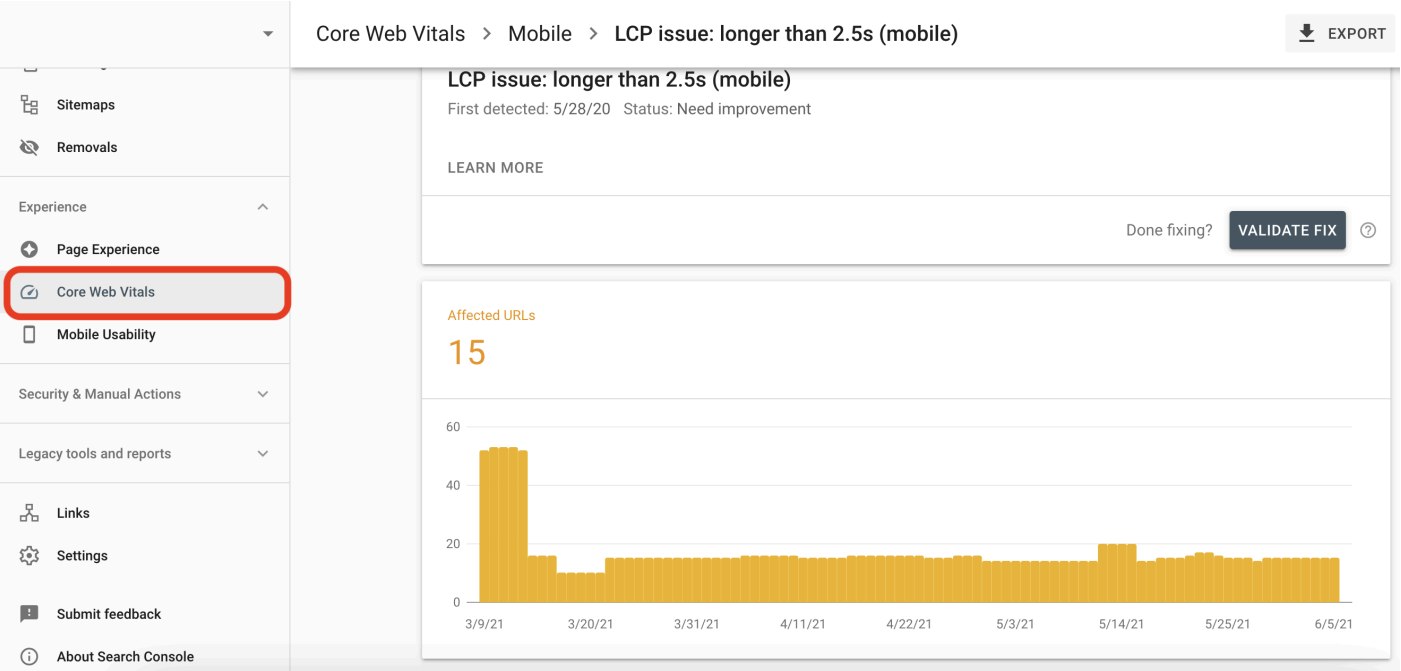 Core Web Vitals > Mobile > LCP issue: longer than 2.5s (mobile)
EXPORT
Sitemaps
Removals
Experience
Page Experience
Core Web Vitals
Mobile Usability
Security & Manual Actions
Legacy tools and reports
Links
Settings
Submit feedback
About Search Console
LCP issue: longer than 2.5s (mobile)
First detected: 5/28/20 Status: Need improvement
LEARN MORE
Done fixing? VALIDATE FIX
Affected URLs
15
60
40
20
0
3/9/21 3/20/21 3/31/21 4/11/21 4/22/21 5/3/21 5/14/21 5/25/21 6/5/21